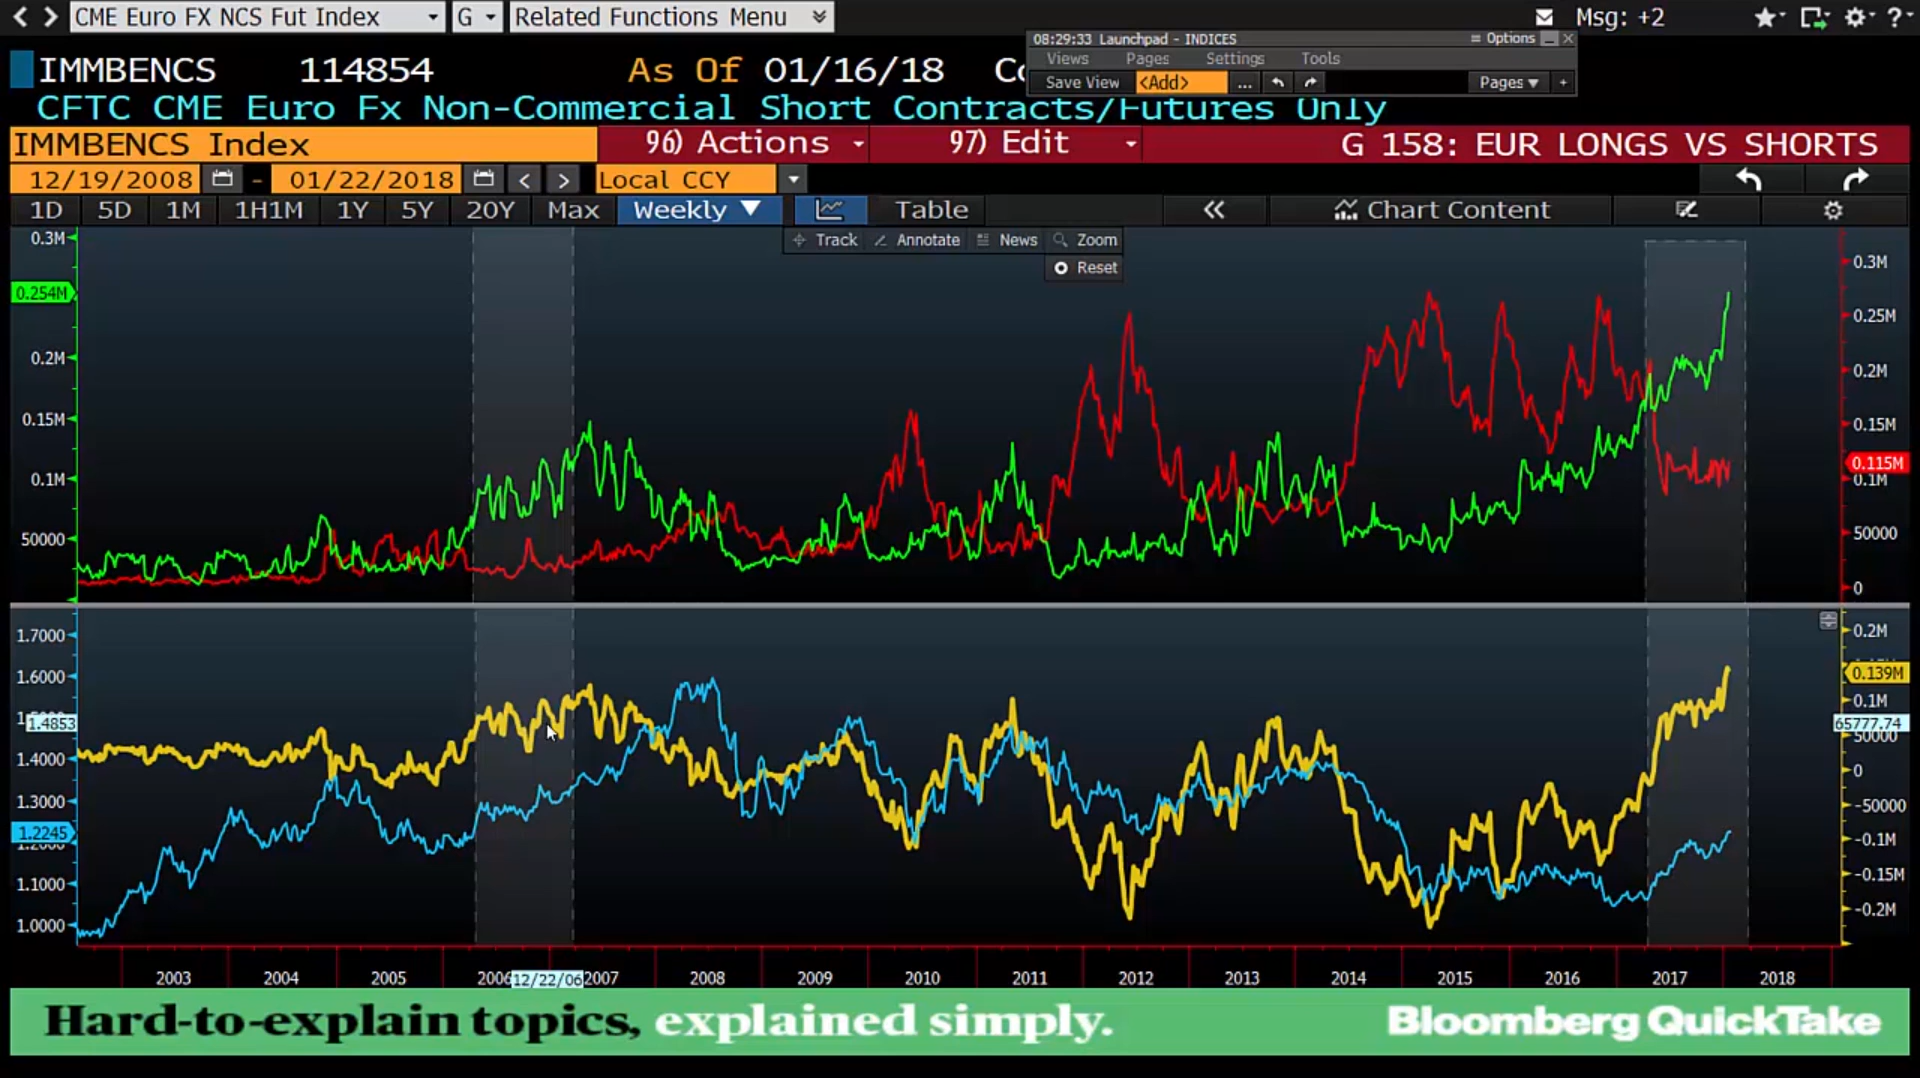 CME Euro FX NCS Fut Index G Related Functions Menu Msg: +2 ?
08:29:33 Launchpad - INDICES Options
Views Pages Settings Tools
Save View <Add> ... Pages +
IMMBENCS 114854 As Of 01/16/18 Co
CFTC CME Euro Fx Non-Commercial Short Contracts/Futures Only
IMMBENCS Index 96) Actions 97) Edit G 158: EUR LONGS VS SHORTS
12/19/2008 - 01/22/2018 < > Local CCY
1D 5D 1M 1H1M 1Y 5Y 20Y Max Weekly Table Chart Content
Track Annotate News Zoom
Reset
0.3M
0.254M
0.2M
0.15M
0.1M
50000
0.3M
0.25M
0.2M
0.15M
0.115M
0.1M
50000
0
1.7000
1.6000
1.4853
1.4000
1.3000
1.2245
1.1000
1.0000
0.2M
0.139M
0.1M
65777.74
50000
0
-50000
-0.1M
-0.15M
-0.2M
2003 2004 2005 2006 12/22/06 2007 2008 2009 2010 2011 2012 2013 2014 2015 2016 2017 2018
Hard-to-explain topics, explained simply. Bloomberg QuickTake